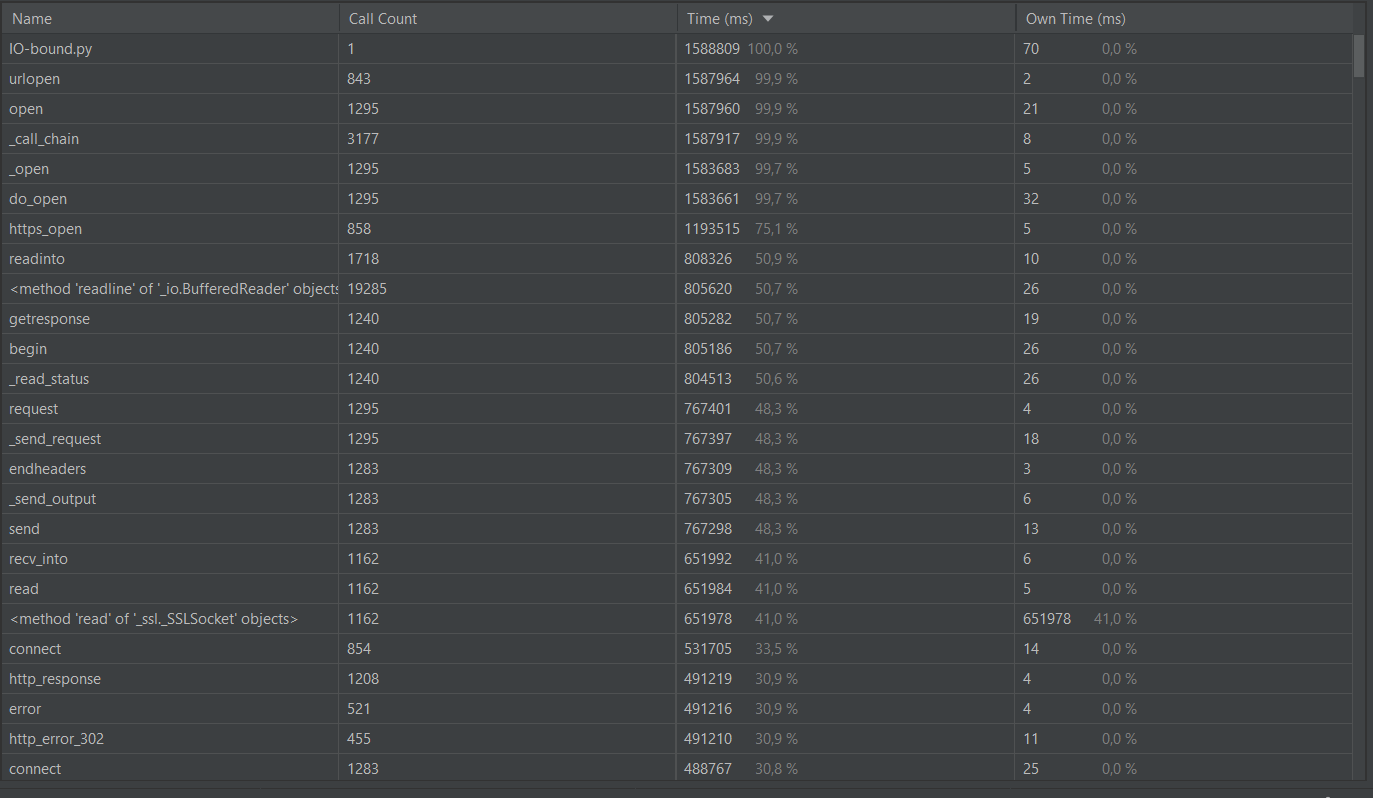 Name Call Count Time (ms) Own Time (ms)
IO-bound.py 1 1588809 100,0 % 70 0,0 %
urlopen 843 1587964 99,9 % 2 0,0 %
open 1295 1587960 99,9 % 21 0,0 %
_call_chain 3177 1587917 99,9 % 8 0,0 %
_open 1295 1583683 99,7 % 5 0,0 %
do_open 1295 1583661 99,7 % 32 0,0 %
https_open 858 1193515 75,1 % 5 0,0 %
readinto 1718 808326 50,9 % 10 0,0 %
<method 'readline' of '_io.BufferedReader' objects 19285 805620 50,7 % 26 0,0 %
getresponse 1240 805282 50,7 % 19 0,0 %
begin 1240 805186 50,7 % 26 0,0 %
_read_status 1240 804513 50,6 % 26 0,0 %
request 1295 767401 48,3 % 4 0,0 %
_send_request 1295 767397 48,3 % 18 0,0 %
endheaders 1283 767309 48,3 % 3 0,0 %
_send_output 1283 767305 48,3 % 6 0,0 %
send 1283 767298 48,3 % 13 0,0 %
recv_into 1162 651992 41,0 % 6 0,0 %
read 1162 651984 41,0 % 5 0,0 %
<method 'read' of '_ssl._SSLSocket' objects> 1162 651978 41,0 % 651978 41,0 %
connect 854 531705 33,5 % 14 0,0 %
http_response 1208 491219 30,9 % 4 0,0 %
error 521 491216 30,9 % 4 0,0 %
http_error_302 455 491210 30,9 % 11 0,0 %
connect 1283 488767 30,8 % 25 0,0 %